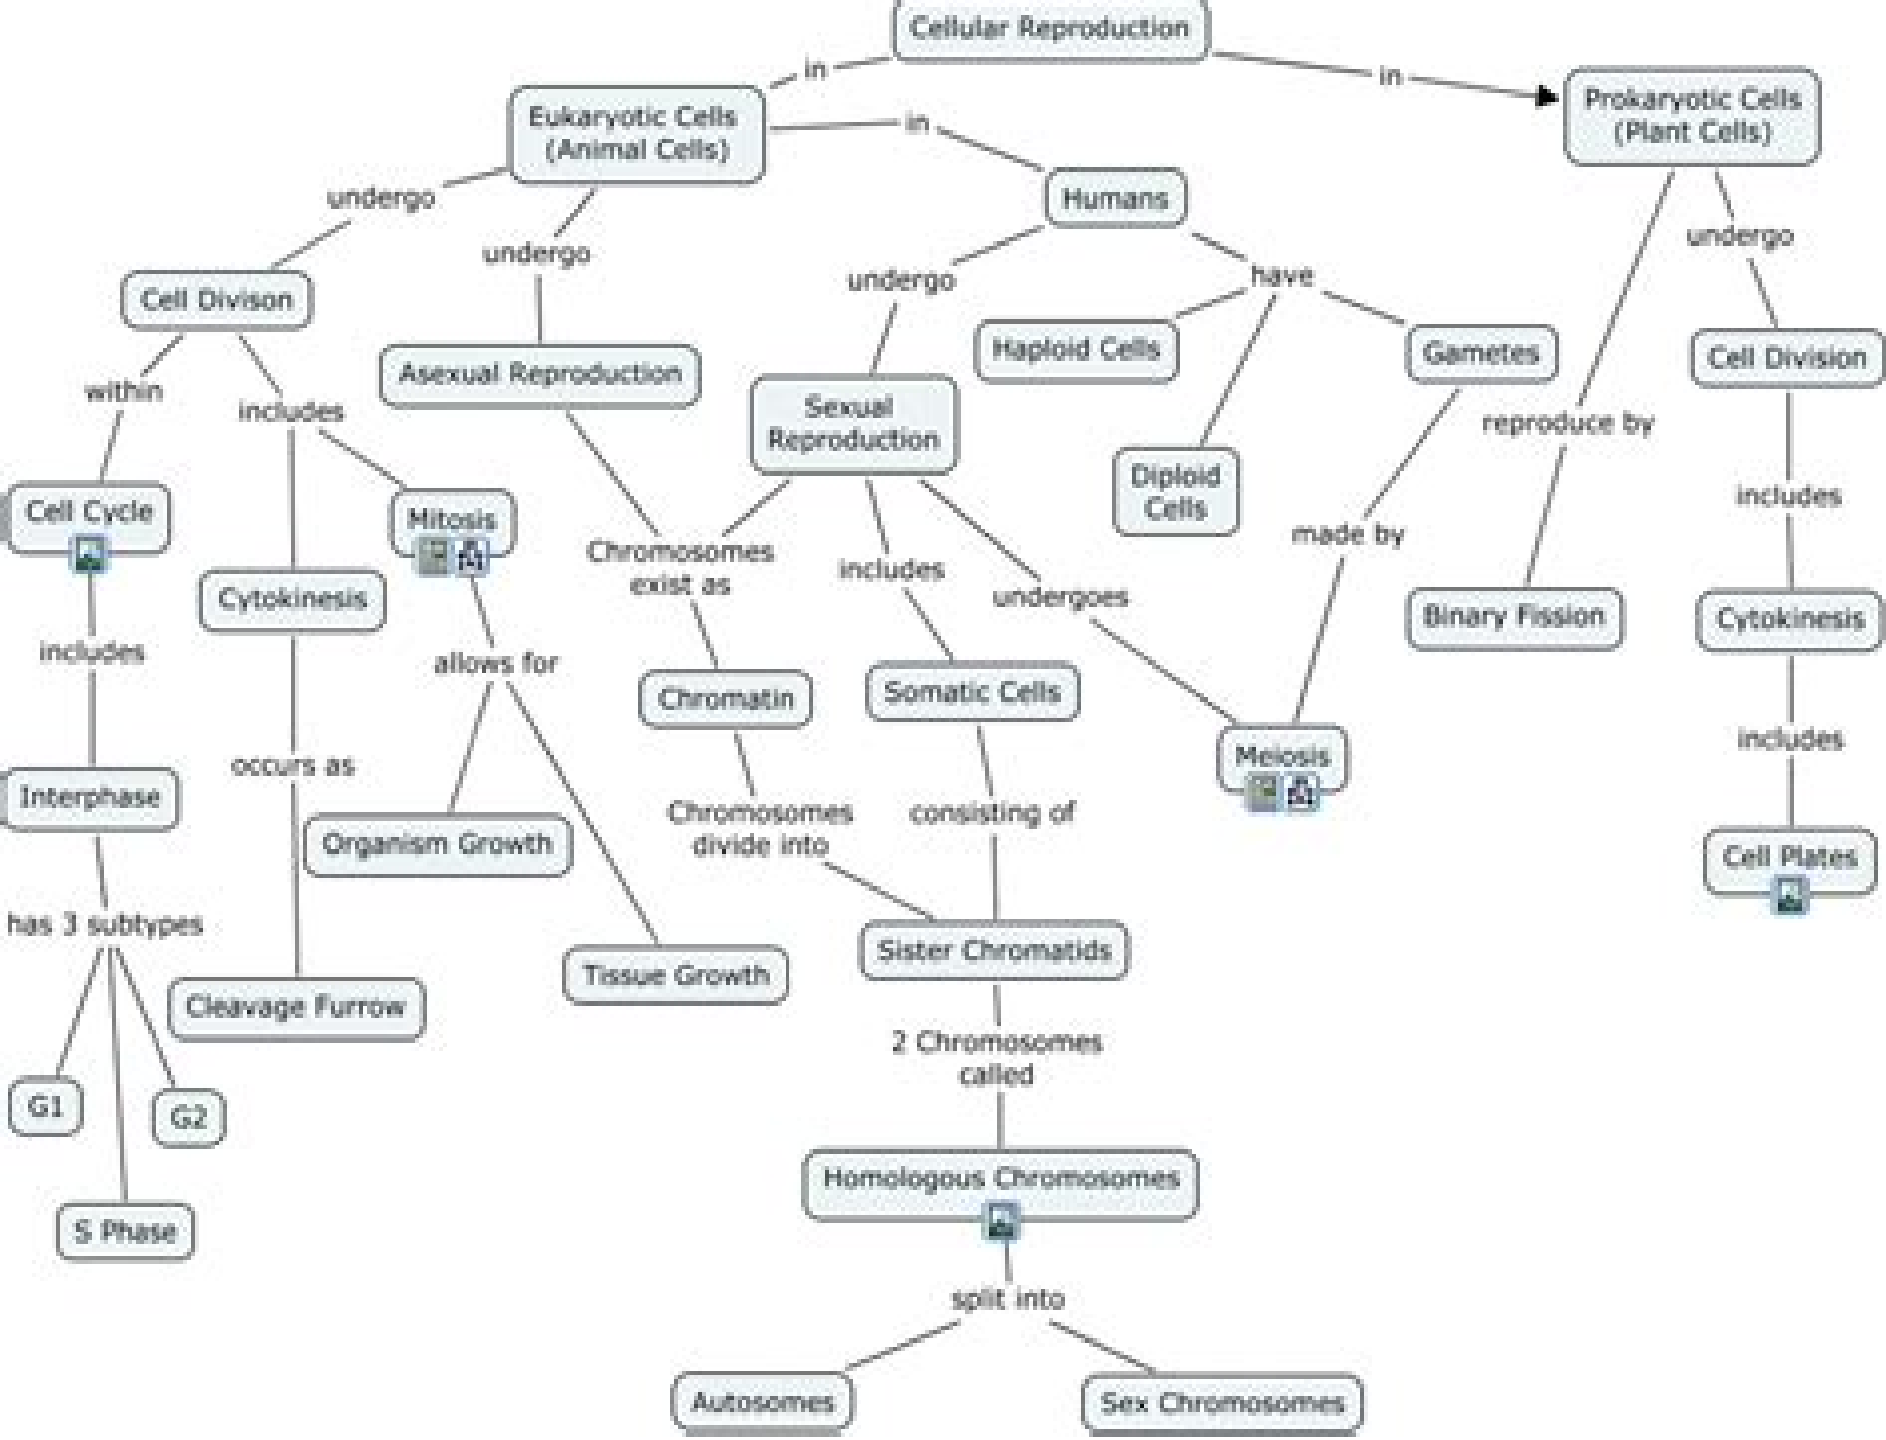 Cellular Reproduction
in
in
Eukaryotic Cells
(Animal Cells)
in
Prokaryotic Cells
(Plant Cells)
undergo
Humans
undergo
undergo
undergo
have
Cell Divison
Haploid Cells
Gametes
Cell Division
Asexual Reproduction
within
includes
Sexual
Reproduction
reproduce by
Diploid
Cells
includes
Cell Cycle
Mitosis
made by
Chromosomes
exist as
includes
undergoes
Cytokinesis
Binary Fission
Cytokinesis
includes
allows for
Chromatin
Somatic Cells
includes
Meiosis
occurs as
Interphase
Chromosomes
divide into
consisting of
Organism Growth
Cell Plates
has 3 subtypes
Sister Chromatids
Tissue Growth
Cleavage Furrow
2 Chromosomes
called
G1
G2
Homologous Chromosomes
S Phase
split into
Autosomes
Sex Chromosomes